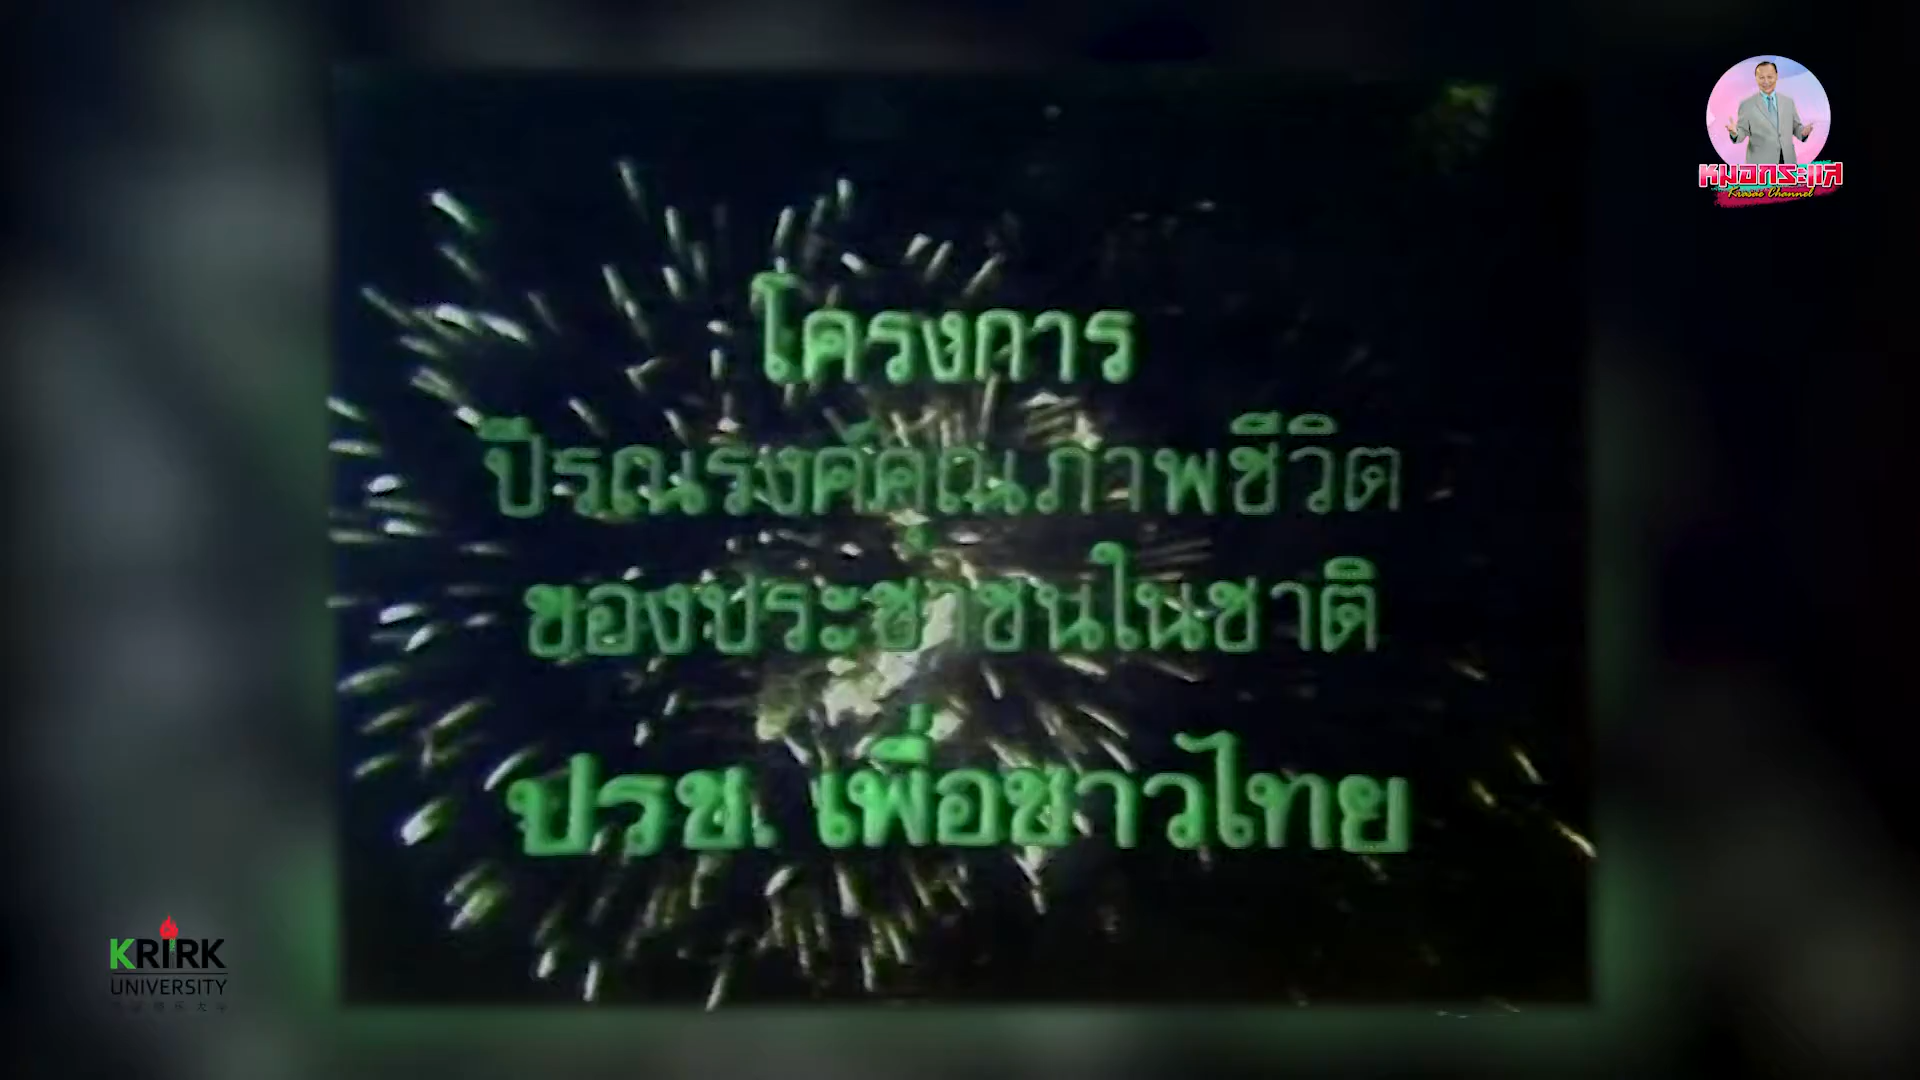 หมอกระแส
Krasae Channel
โครงการ
ปีรณรงค์คุณภาพชีวิต
ของประชาชนในชาติ
ปรช. เพื่อชาวไทย
KRIRK
UNIVERSITY